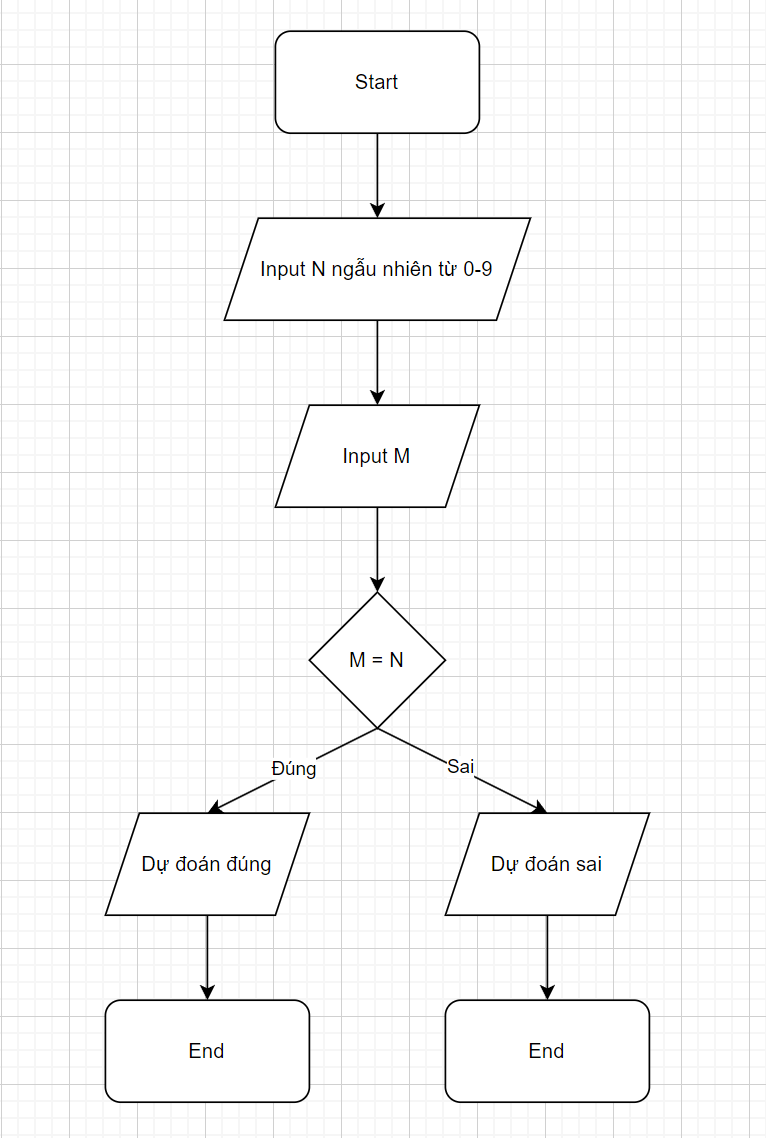 Start
Input N ngẫu nhiên từ 0-9
Input M
M = N
Đúng
Sai
Dự đoán đúng
Dự đoán sai
End
End